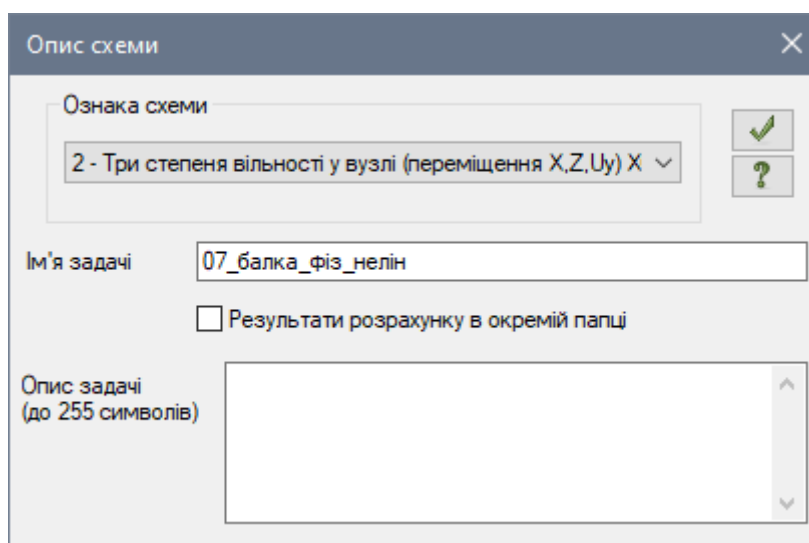 Опис схеми
Ознака схеми
2 - Три степеня вільності у вузлі (переміщення X,Z,Uy) X
Ім'я задачі
07_балка_фіз_нелін
Результати розрахунку в окремій папці
Опис задачі
(до 255 символів)